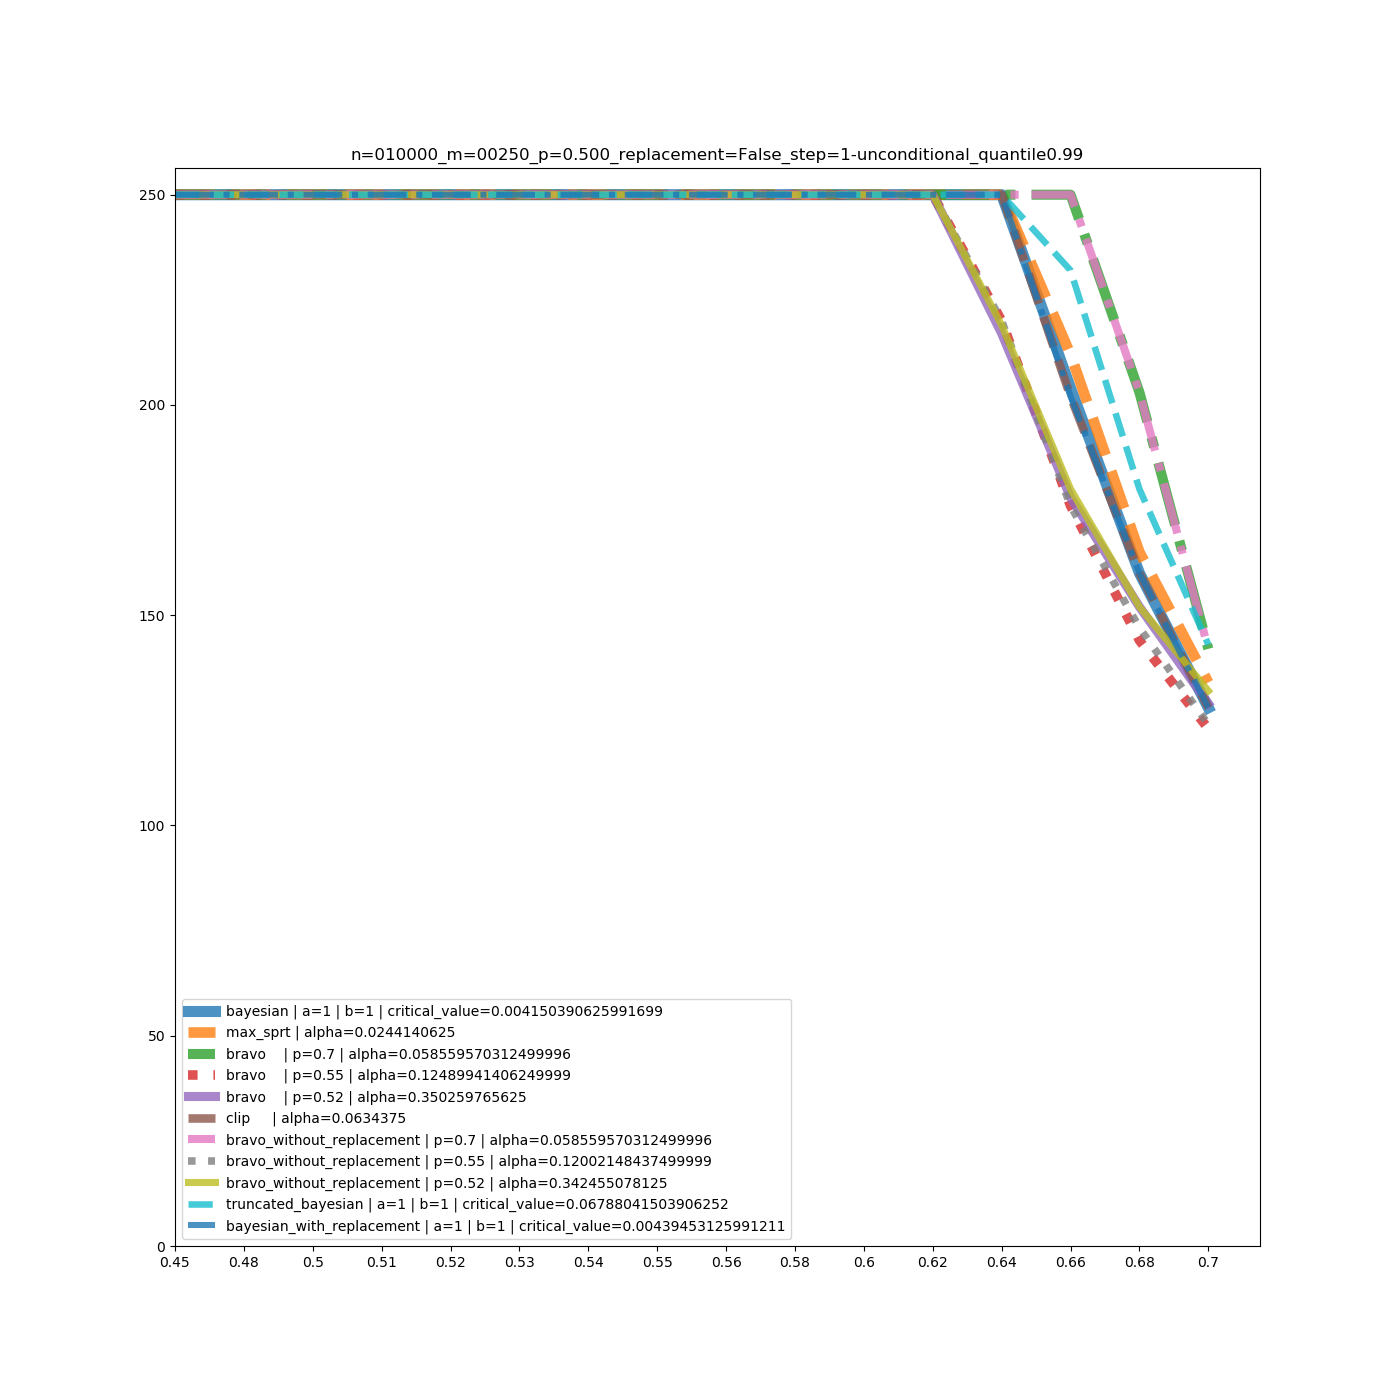 n=010000_m=00250_p=0.500_replacement=False_step=1-unconditional_quantile0.99
250
200
150
100
50
0
bayesian | a=1 | b=1 | critical_value=0.004150390625991699
max_sprt | alpha=0.0244140625
bravo | p=0.7 | alpha=0.058559570312499996
bravo | p=0.55 | alpha=0.12489941406249999
bravo | p=0.52 | alpha=0.350259765625
clip | alpha=0.0634375
bravo_without_replacement | p=0.7 | alpha=0.058559570312499996
bravo_without_replacement | p=0.55 | alpha=0.12002148437499999
bravo_without_replacement | p=0.52 | alpha=0.342455078125
truncated_bayesian | a=1 | b=1 | critical_value=0.06788041503906252
bayesian_with_replacement | a=1 | b=1 | critical_value=0.00439453125991211
0.45 0.48 0.5 0.51 0.52 0.53 0.54 0.55 0.56 0.58 0.6 0.62 0.64 0.66 0.68 0.7